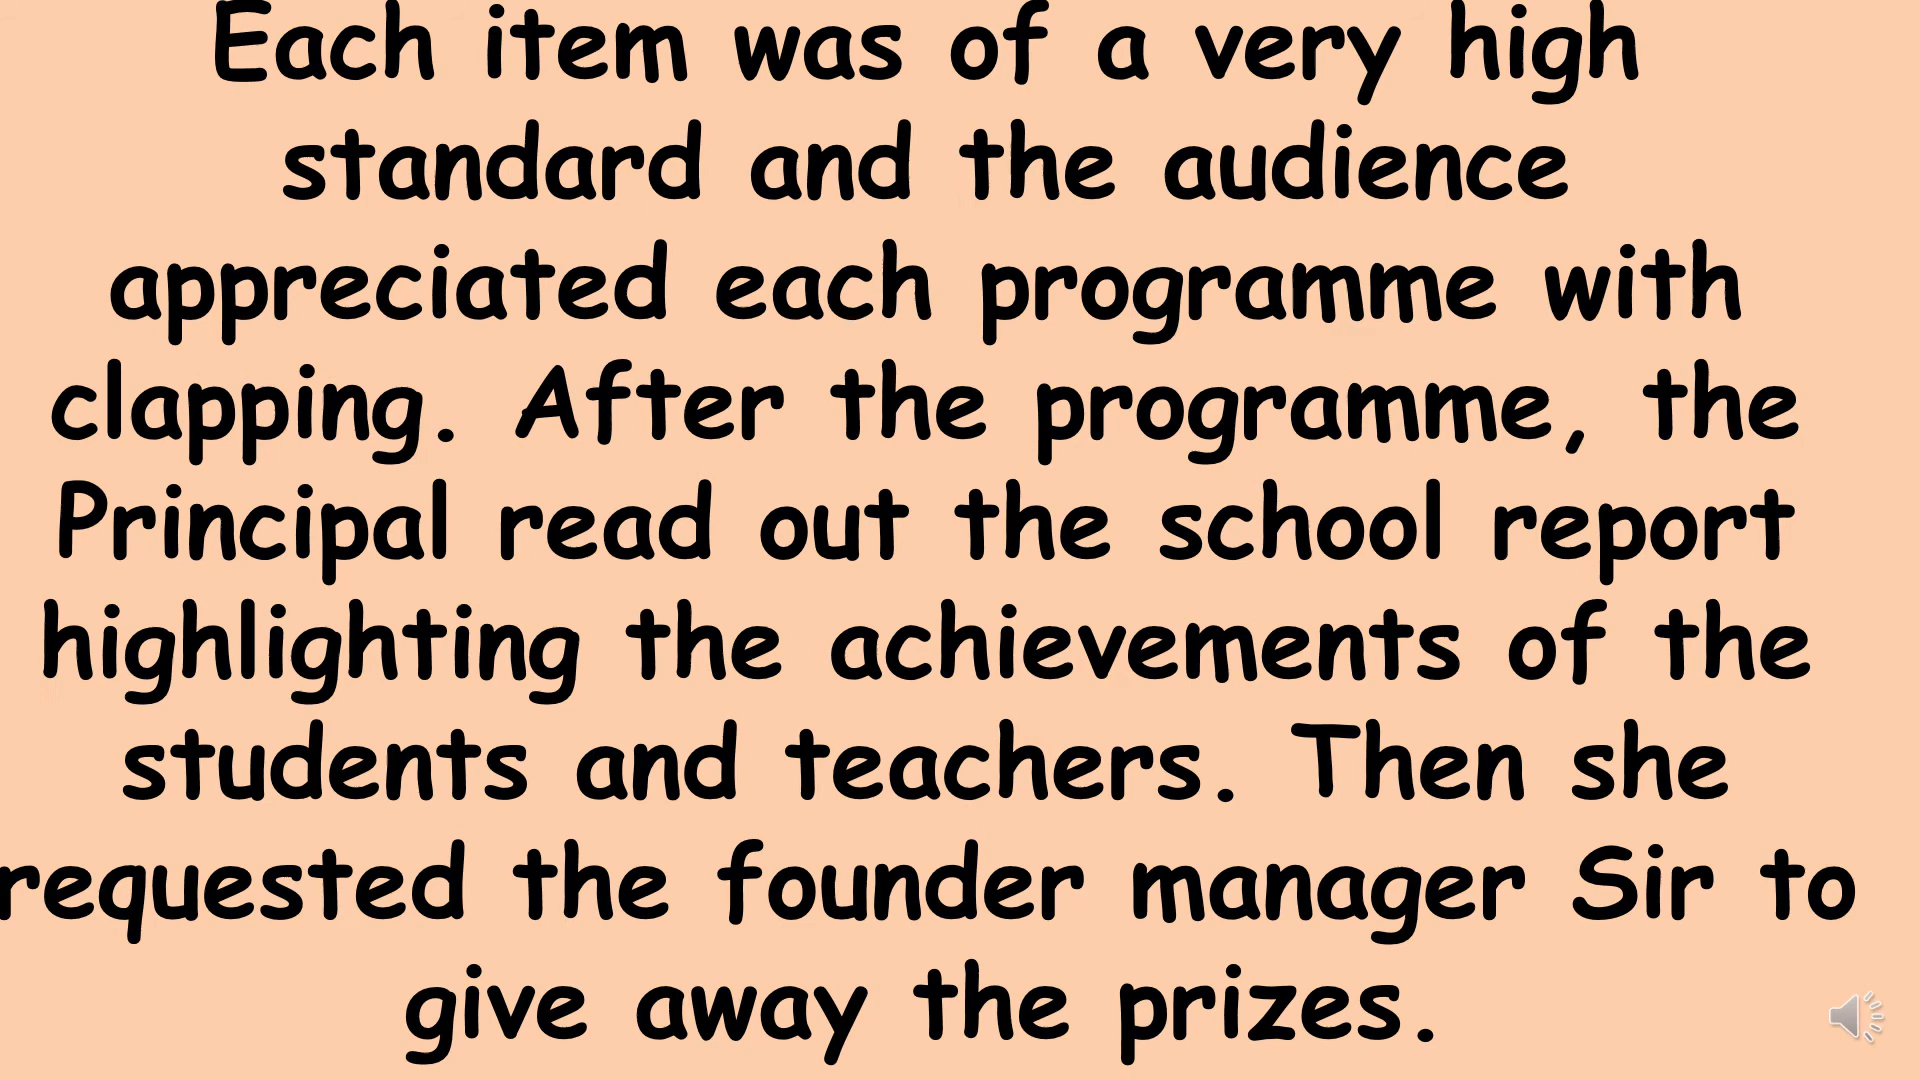 Each item was of a very high
standard and the audience
appreciated each programme with
clapping. After the programme, the
Principal read out the school report
highlighting the achievements of the
students and teachers. Then she
requested the founder manager Sir to
give away the prizes.